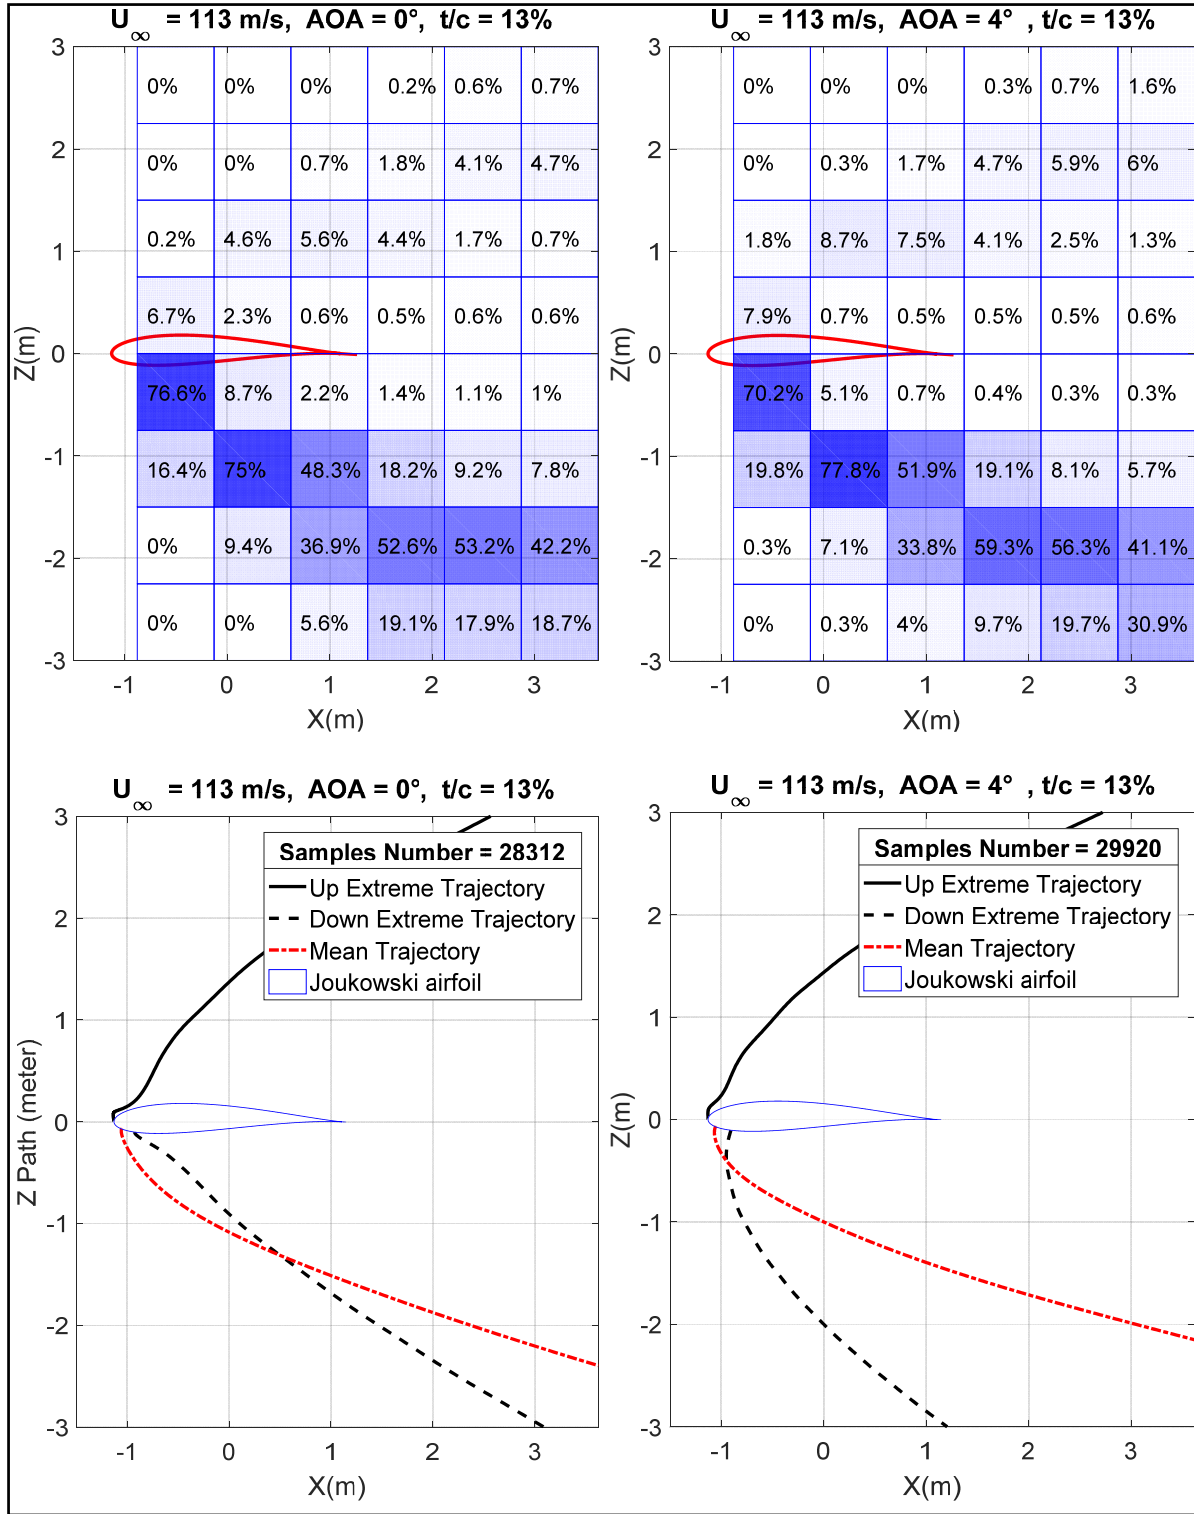 U∞ = 113 m/s, AOA = 0°, t/c = 13%
3
0% 0% 0% 0.2% 0.6% 0.7%
2
0% 0% 0.7% 1.8% 4.1% 4.7%
1
0.2% 4.6% 5.6% 4.4% 1.7% 0.7%
6.7% 2.3% 0.6% 0.5% 0.6% 0.6%
Z(m)
0
76.6% 8.7% 2.2% 1.4% 1.1% 1%
-1
16.4% 75% 48.3% 18.2% 9.2% 7.8%
0% 9.4% 36.9% 52.6% 53.2% 42.2%
-2
0% 0% 5.6% 19.1% 17.9% 18.7%
-3
-1 0 1 2 3
X(m)
U∞ = 113 m/s, AOA = 4° , t/c = 13%
3
0% 0% 0% 0.3% 0.7% 1.6%
2
0% 0.3% 1.7% 4.7% 5.9% 6%
1
1.8% 8.7% 7.5% 4.1% 2.5% 1.3%
7.9% 0.7% 0.5% 0.5% 0.5% 0.6%
Z(m)
0
70.2% 5.1% 0.7% 0.4% 0.3% 0.3%
-1
19.8% 77.8% 51.9% 19.1% 8.1% 5.7%
0.3% 7.1% 33.8% 59.3% 56.3% 41.1%
-2
0% 0.3% 4% 9.7% 19.7% 30.9%
-3
-1 0 1 2 3
X(m)
U∞ = 113 m/s, AOA = 0°, t/c = 13%
3
Samples Number = 28312
Up Extreme Trajectory
Down Extreme Trajectory
Mean Trajectory
Joukowski airfoil
2
1
0
-1
-2
-3
Z Path (meter)
-1 0 1 2 3
X(m)
U∞ = 113 m/s, AOA = 4° , t/c = 13%
3
Samples Number = 29920
Up Extreme Trajectory
Down Extreme Trajectory
Mean Trajectory
Joukowski airfoil
2
1
0
-1
-2
-3
Z(m)
-1 0 1 2 3
X(m)